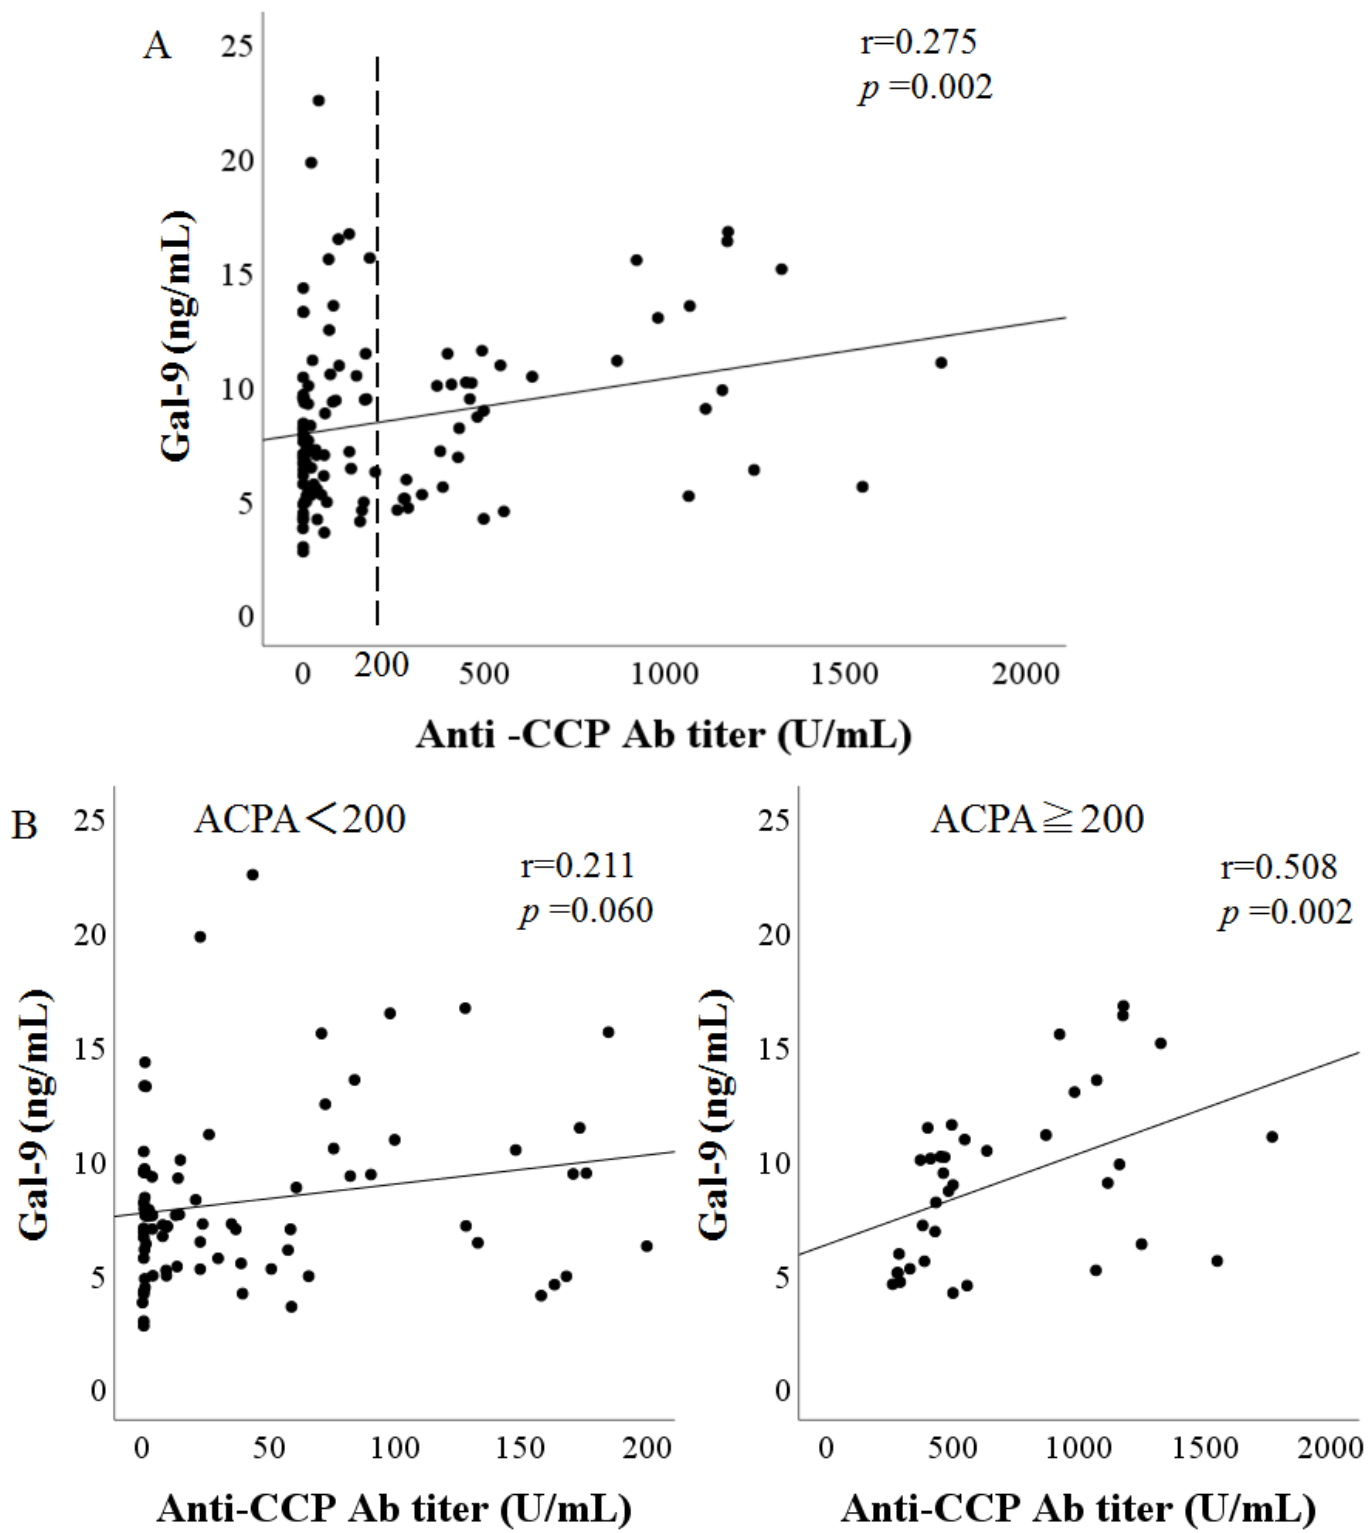 A
r=0.275
p =0.002
25
20
15
10
5
0
Gal-9 (ng/mL)
0 200 500 1000 1500 2000
Anti -CCP Ab titer (U/mL)
B
ACPA＜200
r=0.211
p =0.060
25
20
15
10
5
0
Gal-9 (ng/mL)
0 50 100 150 200
Anti-CCP Ab titer (U/mL)
ACPA≧200
r=0.508
p =0.002
25
20
15
10
5
0
Gal-9 (ng/mL)
0 500 1000 1500 2000
Anti-CCP Ab titer (U/mL)